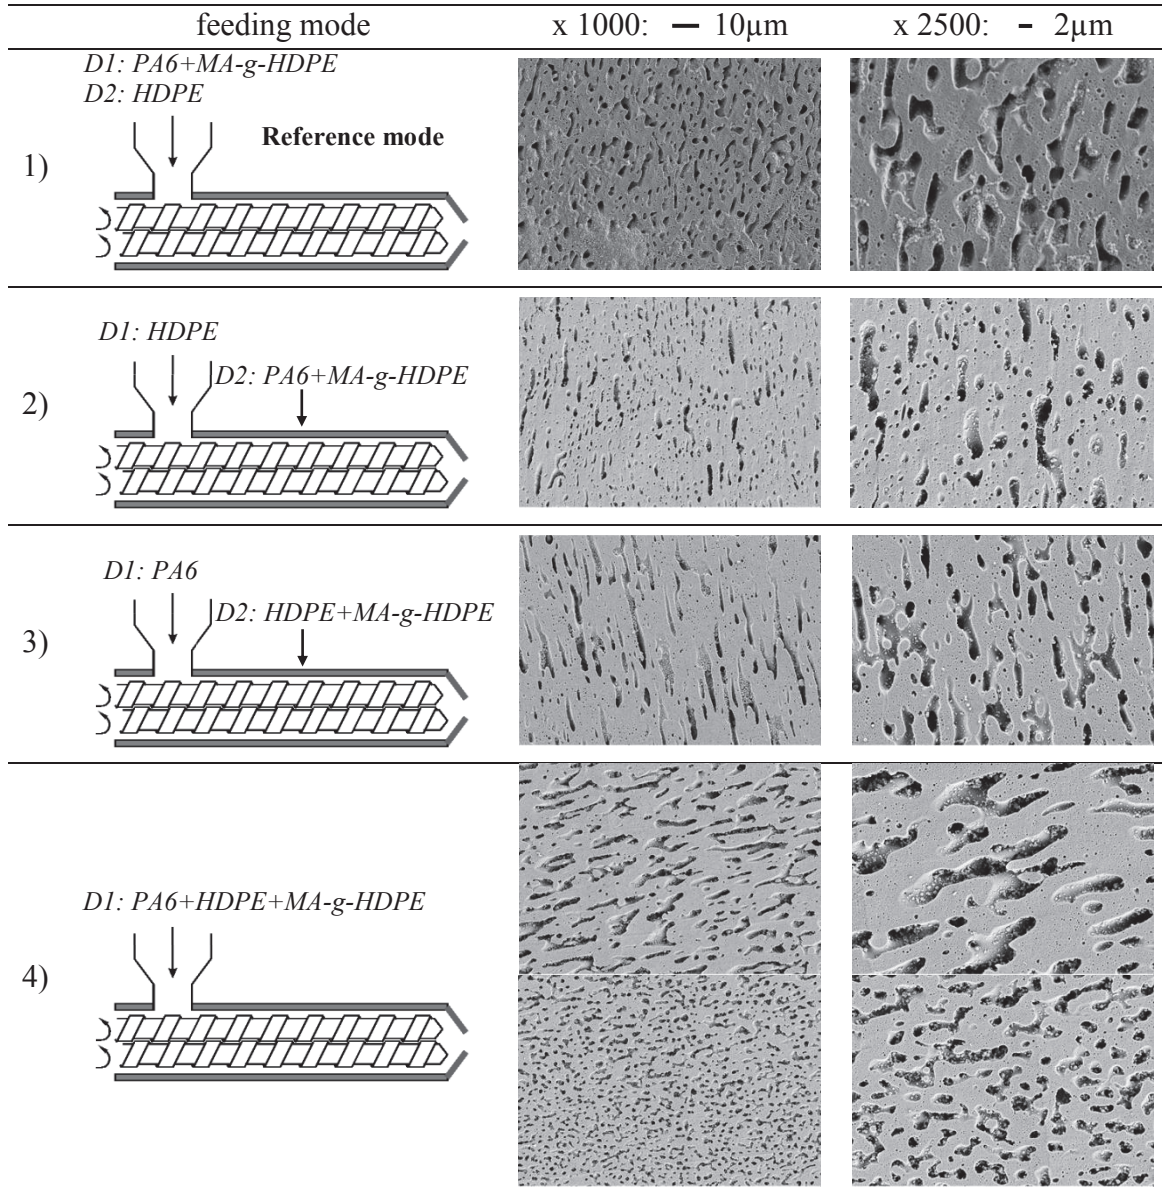 feeding mode x 1000: 10µm x 2500: 2µm
D1: PA6+MA-g-HDPE
D2: HDPE
Reference mode
1)
D1: HDPE
D2: PA6+MA-g-HDPE
2)
D1: PA6
D2: HDPE+MA-g-HDPE
3)
D1: PA6+HDPE+MA-g-HDPE
4)